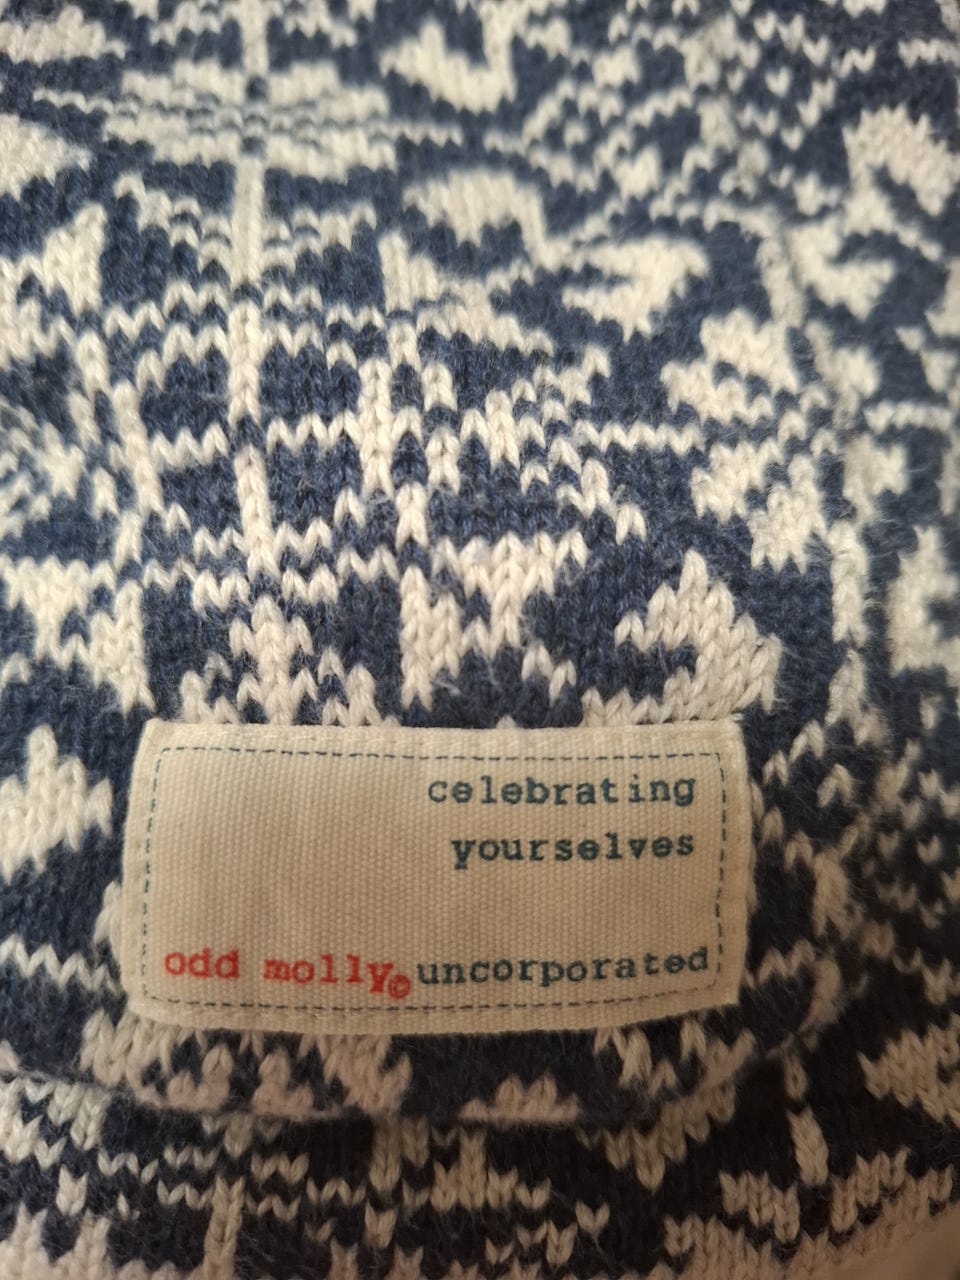 celebrating
yourselves
odd molly© uncorporated